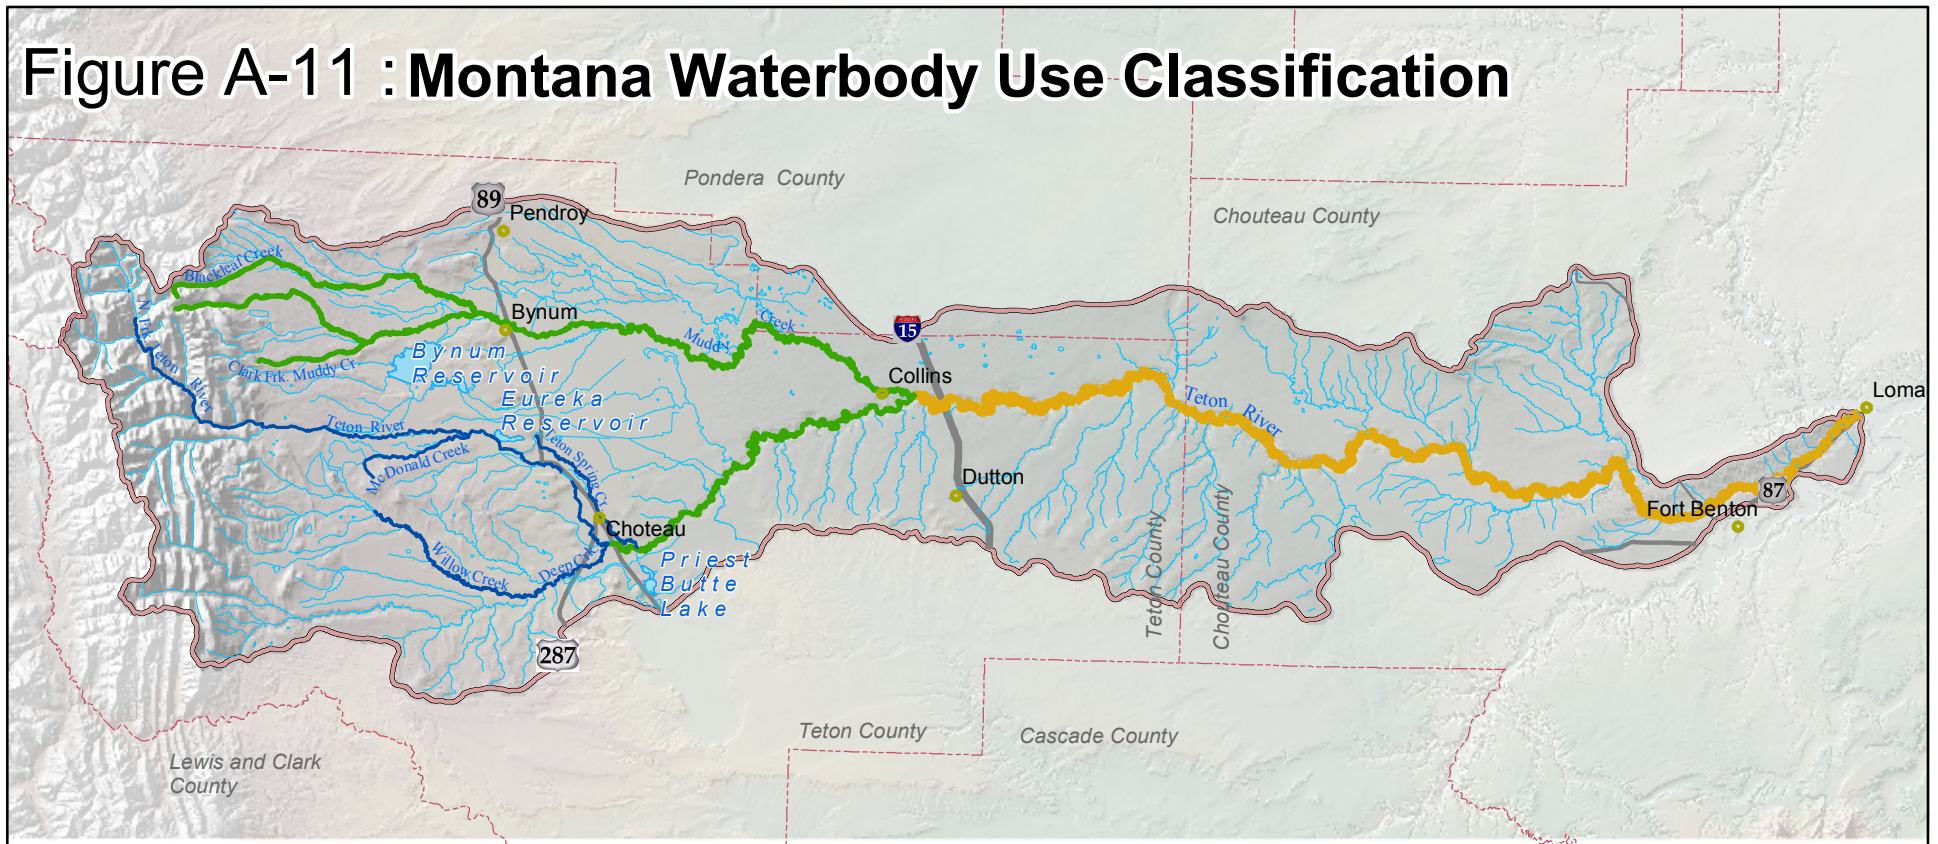 Figure A-11 : Montana Waterbody Use Classification
Pondera County
89
Pendroy
Chouteau County
Blackleaf Creek
N. Frk. Teton River
Bynum
Muddy Creek
15
Clark Frk. Muddy Cr.
Bynum
Reservoir
Eureka
Reservoir
Collins
Loma
Teton River
Teton River
McDonald Creek
Teton Spring Cr.
Dutton
87
Fort Benton
Choteau
Willow Creek
Deep Crk.
Priest
Butte
Lake
Teton County
Chouteau County
287
Teton County
Cascade County
Lewis and Clark
County